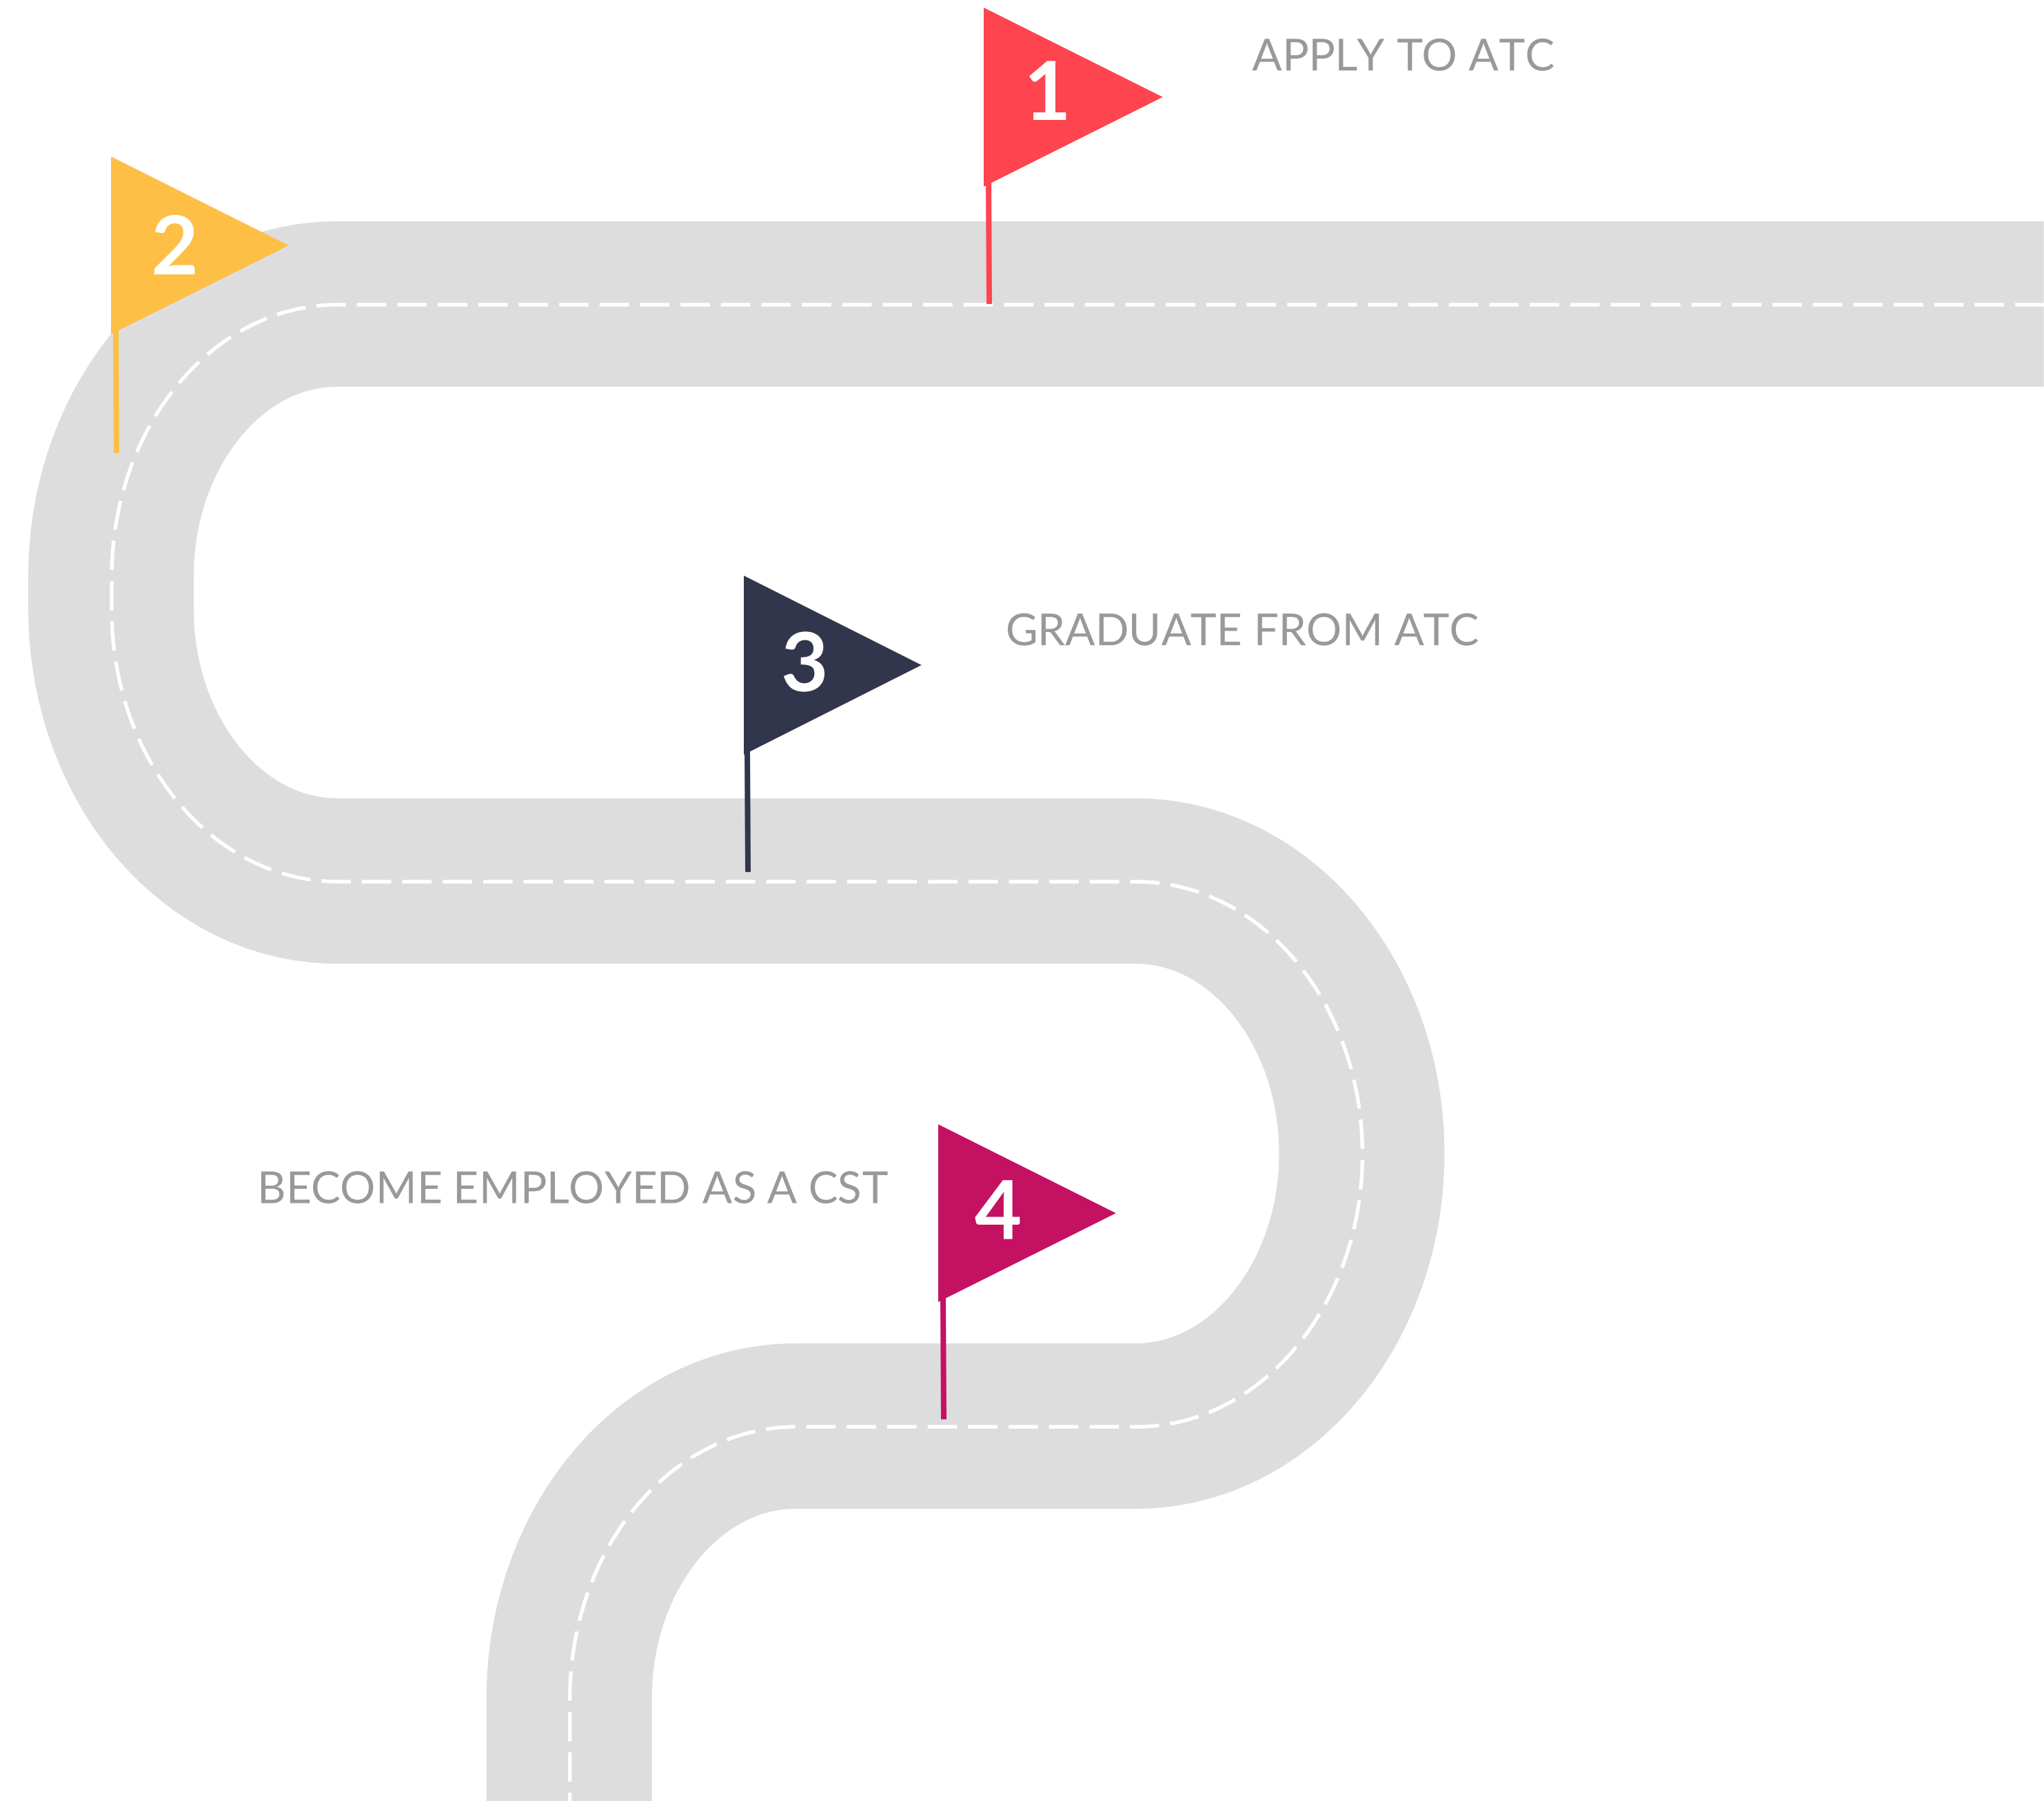 1
APPLY TO ATC
2
3
GRADUATE FROM ATC
BECOME EMPLOYED AS A CST
4